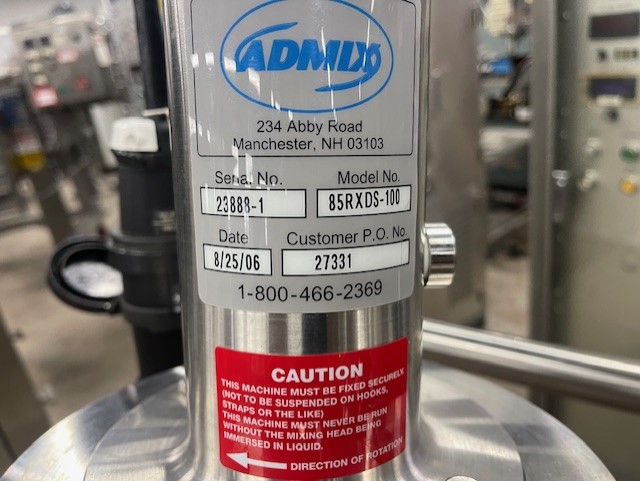 ADMIX
234 Abby Road
Manchester, NH 03103
Serial No. Model No.
23888-1 85RXDS-100
Date Customer P.O. No.
8/25/06 27331
1-800-466-2369
CAUTION
THIS MACHINE MUST BE FIXED SECURELY
(NOT TO BE SUSPENDED ON HOOKS,
STRAPS OR THE LIKE)
THIS MACHINE MUST NEVER BE RUN
WITHOUT THE MIXING HEAD BEING
IMMERSED IN LIQUID.
DIRECTION OF ROTATION